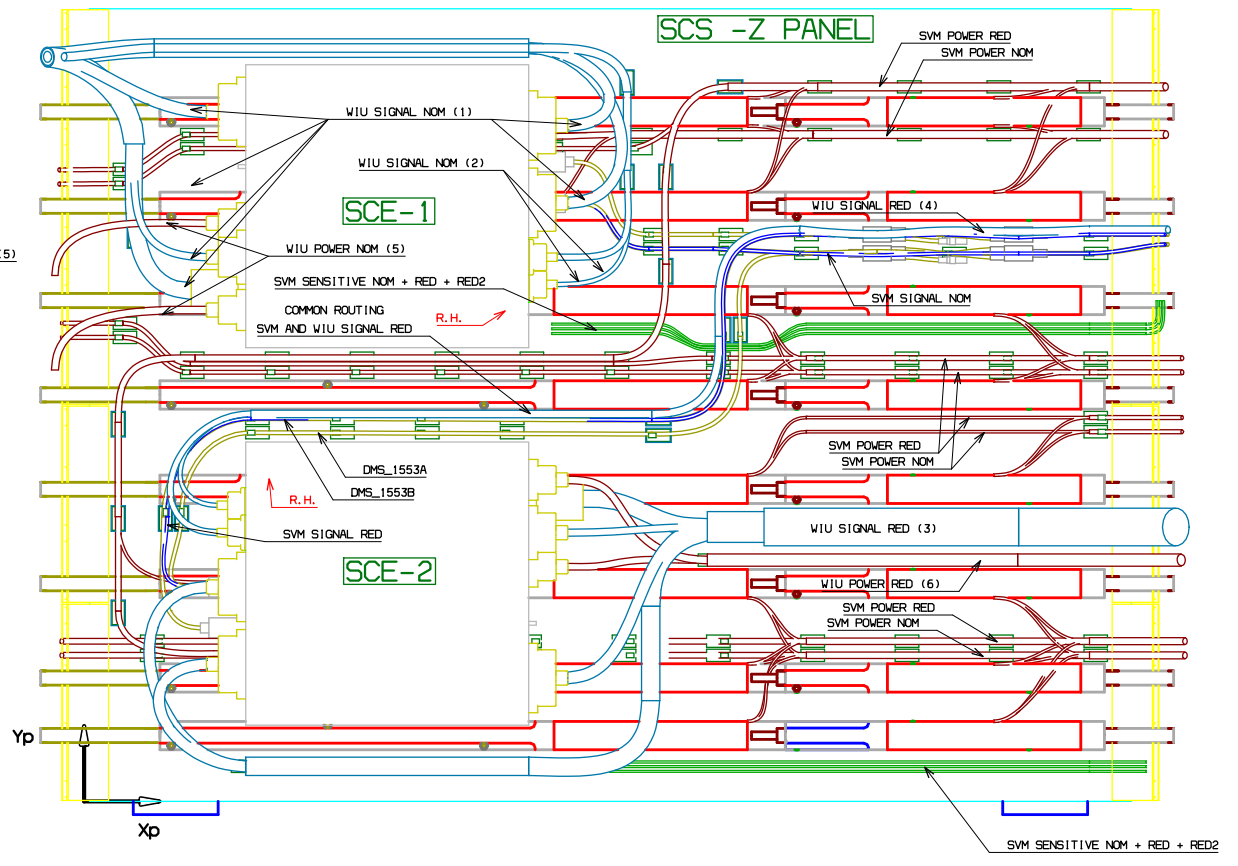 SCS -Z PANEL
SVM POWER RED
SVM POWER NOM
WIU SIGNAL NOM (1)
WIU SIGNAL NOM (2)
SCE-1
WIU SIGNAL RED (4)
5)
WIU POWER NOM (5)
SVM SENSITIVE NOM + RED + RED2
SVM SIGNAL NOM
COMMON ROUTING
SVM AND WIU SIGNAL RED
R.H.
SVM POWER RED
SVM POWER NOM
DMS_1553A
DMS_1553B
R.H.
SVM SIGNAL RED
WIU SIGNAL RED (3)
SCE-2
WIU POWER RED (6)
SVM POWER RED
SVM POWER NOM
Yp
Xp
SVM SENSITIVE NOM + RED + RED2